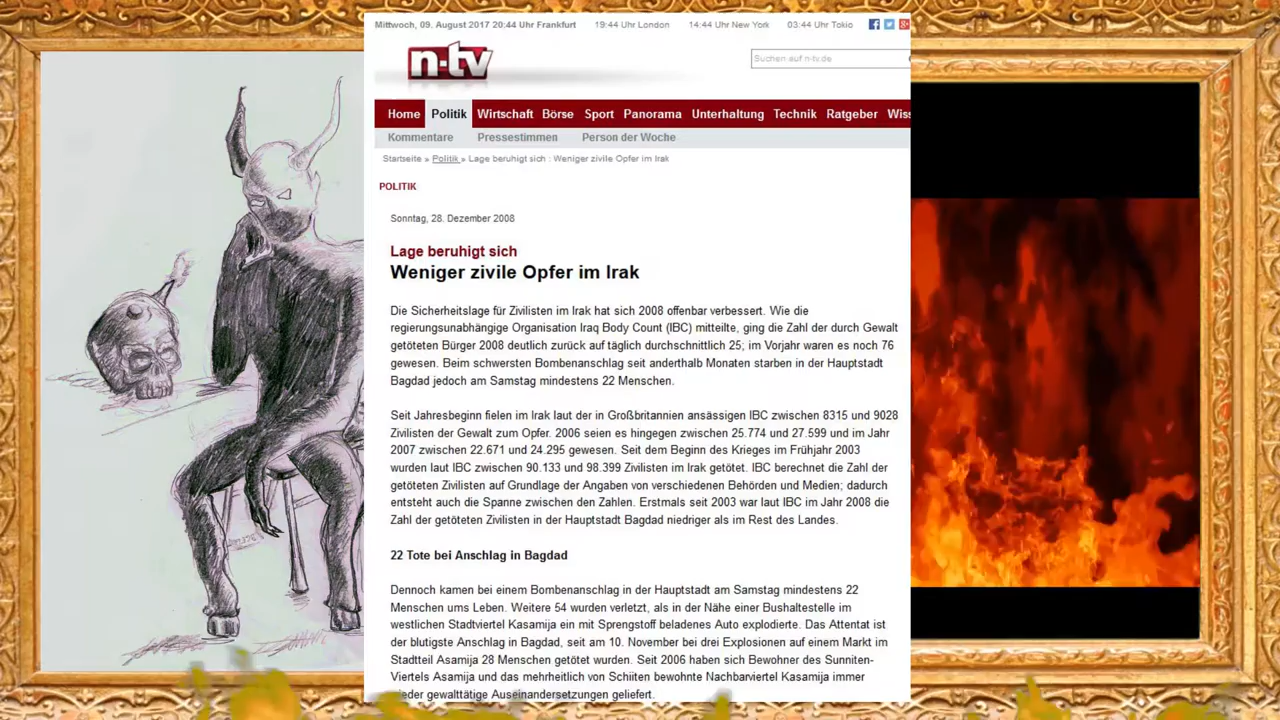 Mittwoch, 09. August 2017 20:44 Uhr Frankfurt 19:44 Uhr London 14:44 Uhr New York 03:44 Uhr Tokio
n-tv
Suchen auf n-tv.de
Home Politik Wirtschaft Börse Sport Panorama Unterhaltung Technik Ratgeber Wiss
Kommentare Pressestimmen Person der Woche
Startseite » Politik » Lage beruhigt sich : Weniger zivile Opfer im Irak
POLITIK
Sonntag, 28. Dezember 2008
Lage beruhigt sich
Weniger zivile Opfer im Irak
Die Sicherheitslage für Zivilisten im Irak hat sich 2008 offenbar verbessert. Wie die
regierungsunabhängige Organisation Iraq Body Count (IBC) mitteilte, ging die Zahl der durch Gewalt
getöteten Bürger 2008 deutlich zurück auf täglich durchschnittlich 25; im Vorjahr waren es noch 76
gewesen. Beim schwersten Bombenanschlag seit anderthalb Monaten starben in der Hauptstadt
Bagdad jedoch am Samstag mindestens 22 Menschen.
Seit Jahresbeginn fielen im Irak laut der in Großbritannien ansässigen IBC zwischen 8315 und 9028
Zivilisten der Gewalt zum Opfer. 2006 seien es hingegen zwischen 25.774 und 27.599 und im Jahr
2007 zwischen 22.671 und 24.295 gewesen. Seit dem Beginn des Krieges im Frühjahr 2003
wurden laut IBC zwischen 90.133 und 98.399 Zivilisten im Irak getötet. IBC berechnet die Zahl der
getöteten Zivilisten auf Grundlage der Angaben von verschiedenen Behörden und Medien; dadurch
entsteht auch die Spanne zwischen den Zahlen. Erstmals seit 2003 war laut IBC im Jahr 2008 die
Zahl der getöteten Zivilisten in der Hauptstadt Bagdad niedriger als im Rest des Landes.
22 Tote bei Anschlag in Bagdad
Dennoch kamen bei einem Bombenanschlag in der Hauptstadt am Samstag mindestens 22
Menschen ums Leben. Weitere 54 wurden verletzt, als in der Nähe einer Bushaltestelle im
westlichen Stadtviertel Kasamija ein mit Sprengstoff beladenes Auto explodierte. Das Attentat ist
der blutigste Anschlag in Bagdad, seit am 10. November bei drei Explosionen auf einem Markt im
Stadtteil Asamija 28 Menschen getötet wurden. Seit 2006 haben sich Bewohner des Sunniten-
Viertels Asamija und das mehrheitlich von Schiiten bewohnte Nachbarviertel Kasamija immer
wieder gewalttätige Auseinandersetzungen geliefert.